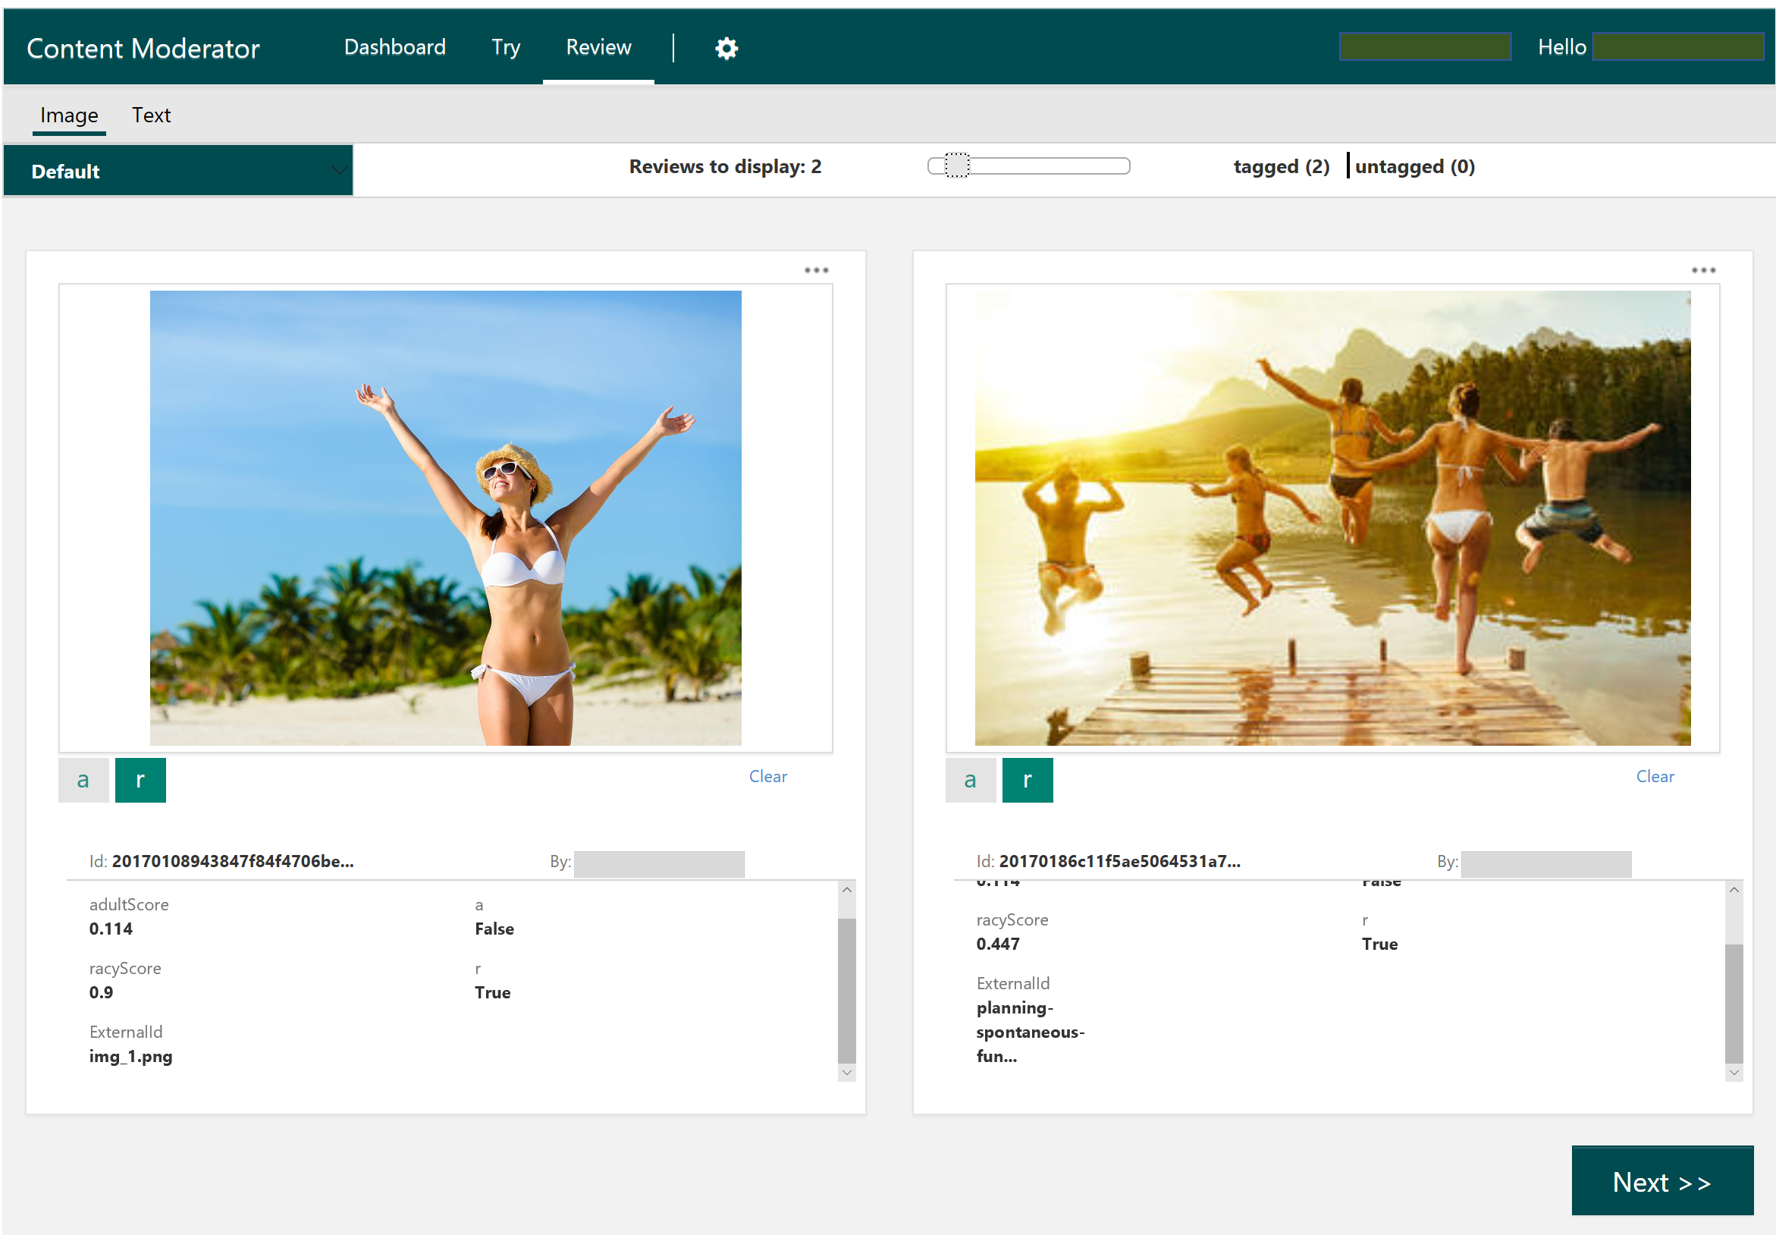 Content Moderator Dashboard Try Review Hello
Image Text
Default Reviews to display: 2 tagged (2) untagged (0)
a r Clear
Id: 20170108943847f84f4706be... By:
adultScore a
0.114 False
racyScore r
0.9 True
ExternalId
img_1.png
a r Clear
Id: 20170186c11f5ae5064531a7... By:
0.114 False
racyScore r
0.447 True
ExternalId
planning-
spontaneous-
fun...
Next >>